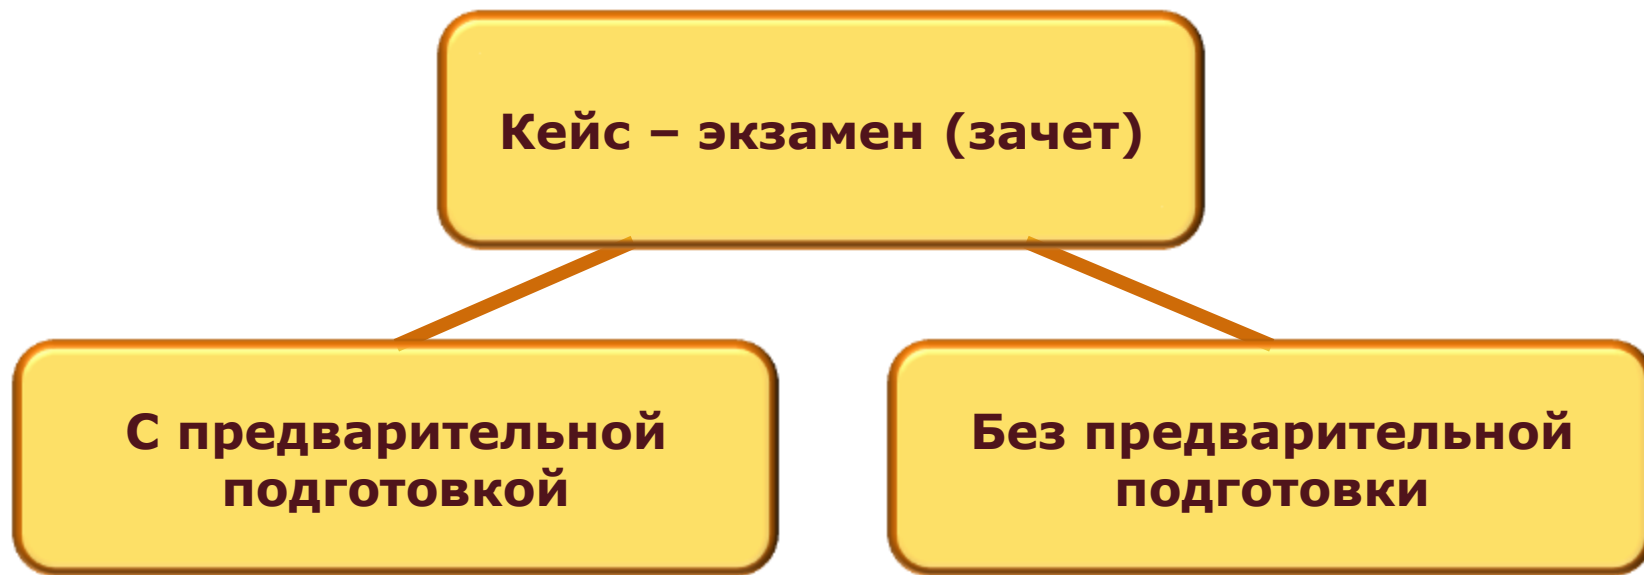 Кейс – экзамен (зачет)
С предварительной
подготовкой
Без предварительной
подготовки